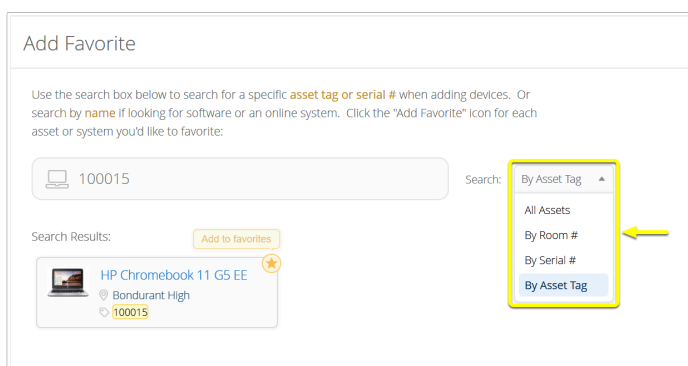 Add Favorite
Use the search box below to search for a specific asset tag or serial # when adding devices. Or
search by name if looking for software or an online system. Click the "Add Favorite" icon for each
asset or system you'd like to favorite:
100015
Search:
By Asset Tag
All Assets
By Room #
By Serial #
By Asset Tag
Search Results:
Add to favorites
HP Chromebook 11 G5 EE
Bondurant High
100015